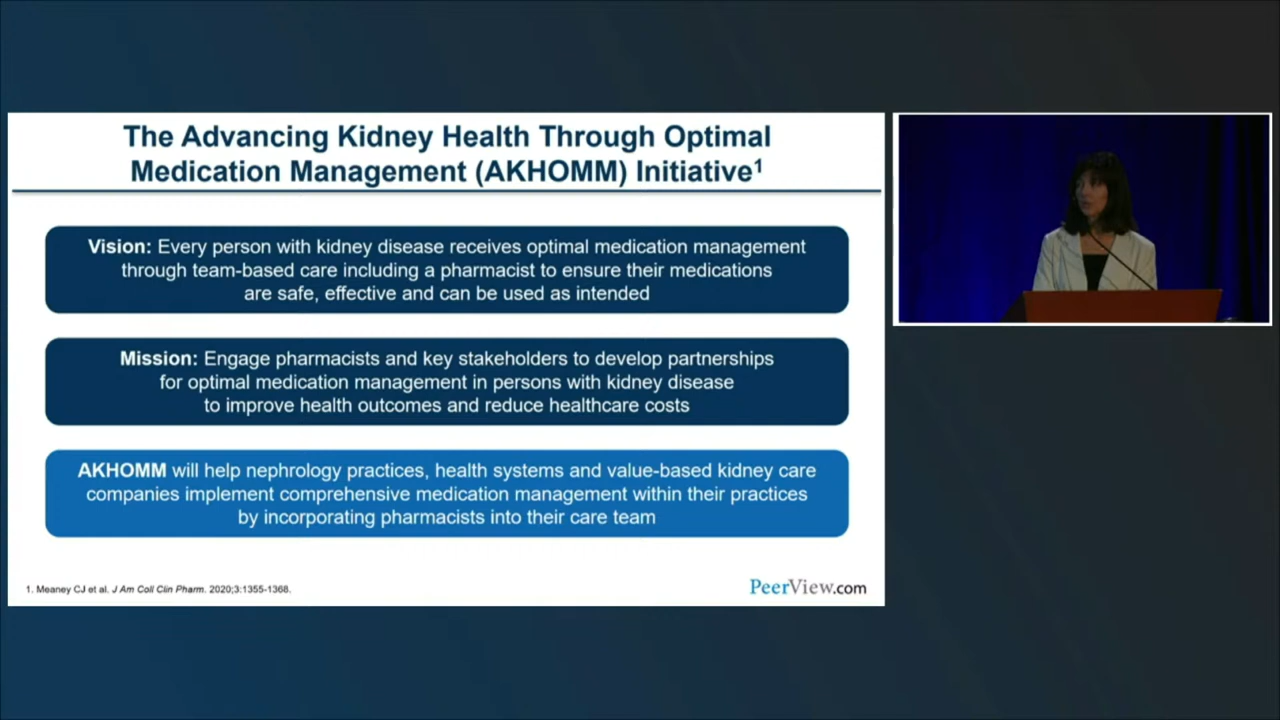 The Advancing Kidney Health Through Optimal
Medication Management (AKHOMM) Initiative¹
Vision: Every person with kidney disease receives optimal medication management
through team-based care including a pharmacist to ensure their medications
are safe, effective and can be used as intended
Mission: Engage pharmacists and key stakeholders to develop partnerships
for optimal medication management in persons with kidney disease
to improve health outcomes and reduce healthcare costs
AKHOMM will help nephrology practices, health systems and value-based kidney care
companies implement comprehensive medication management within their practices
by incorporating pharmacists into their care team
1. Meaney CJ et al. J Am Coll Clin Pharm. 2020;3:1355-1368.
PeerView.com